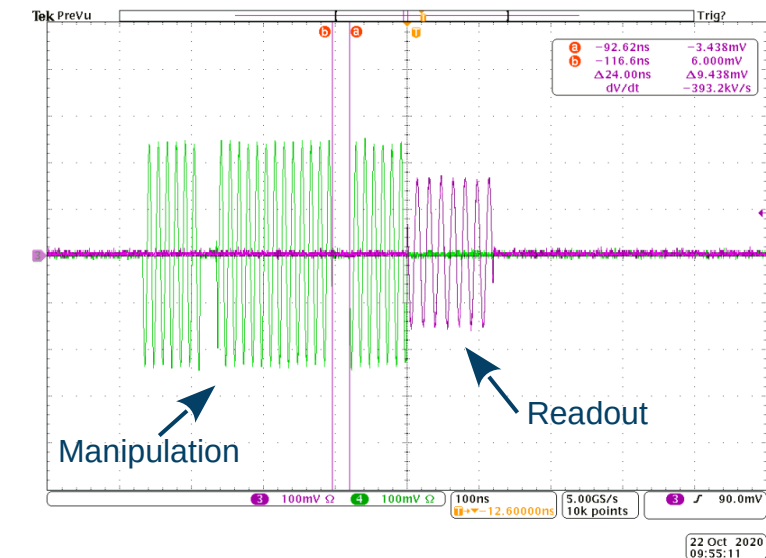 Tek PreVu Trig?
b a T
a -92.62ns -3.438mV
b -116.6ns 6.000mV
Δ24.00ns Δ9.438mV
dV/dt -393.2kV/s
3
Readout
Manipulation
3 100mV Ω 4 100mV Ω 100ns 5.00GS/s 3 ʃ 90.0mV
T→▼-12.60000ns 10k points
22 Oct 2020
09:55:11